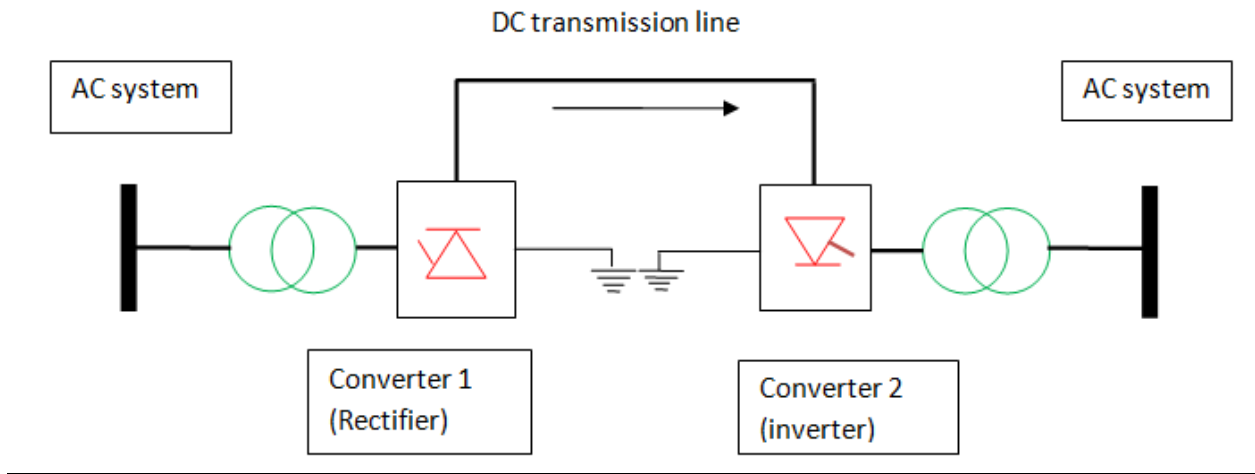 DC transmission line
AC system
AC system
Converter 1
(Rectifier)
Converter 2
(inverter)